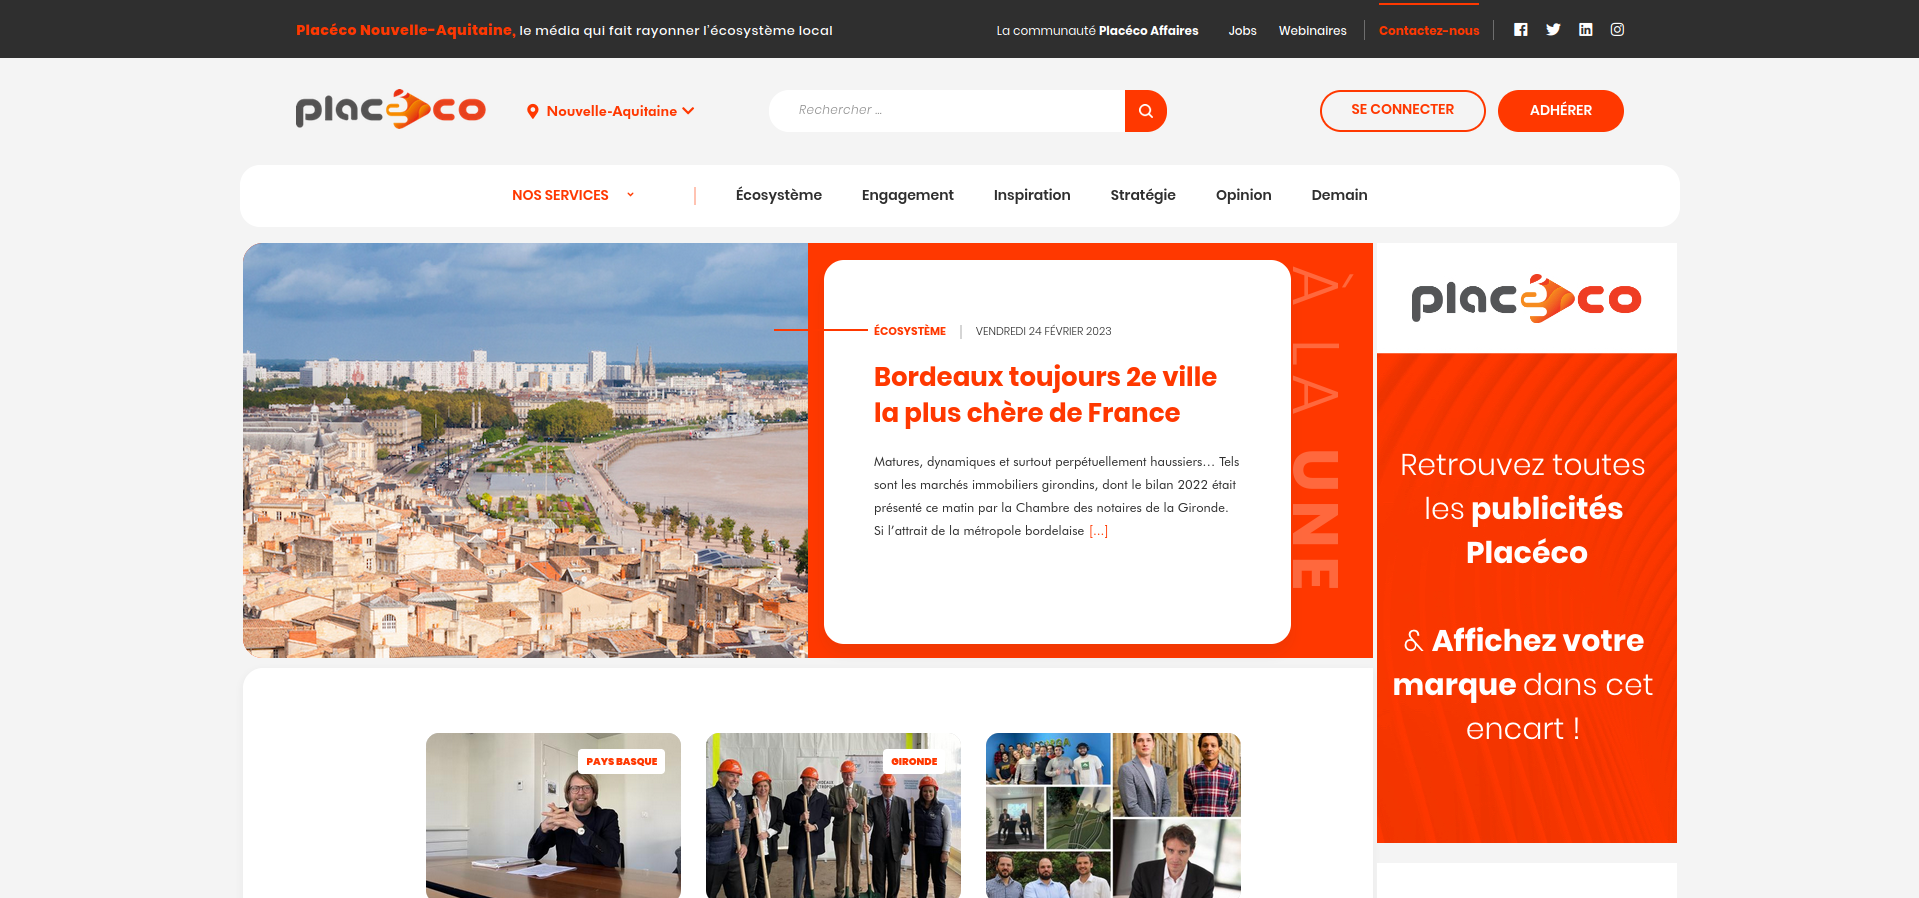 Placéco Nouvelle-Aquitaine, le média qui fait rayonner l'écosystème local
La communauté Placéco Affaires
Jobs
Webinaires
Contactez-nous
placéco
Nouvelle-Aquitaine
Rechercher ...
SE CONNECTER
ADHÉRER
NOS SERVICES
Écosystème
Engagement
Inspiration
Stratégie
Opinion
Demain
ÉCOSYSTÈME
VENDREDI 24 FÉVRIER 2023
Bordeaux toujours 2e ville
la plus chère de France
Matures, dynamiques et surtout perpétuellement haussiers… Tels
sont les marchés immobiliers girondins, dont le bilan 2022 était
présenté ce matin par la Chambre des notaires de la Gironde.
Si l'attrait de la métropole bordelaise [...]
À LA UNE
placéco
Retrouvez toutes
les publicités
Placéco
& Affichez votre
marque dans cet
encart !
PAYS BASQUE
GIRONDE